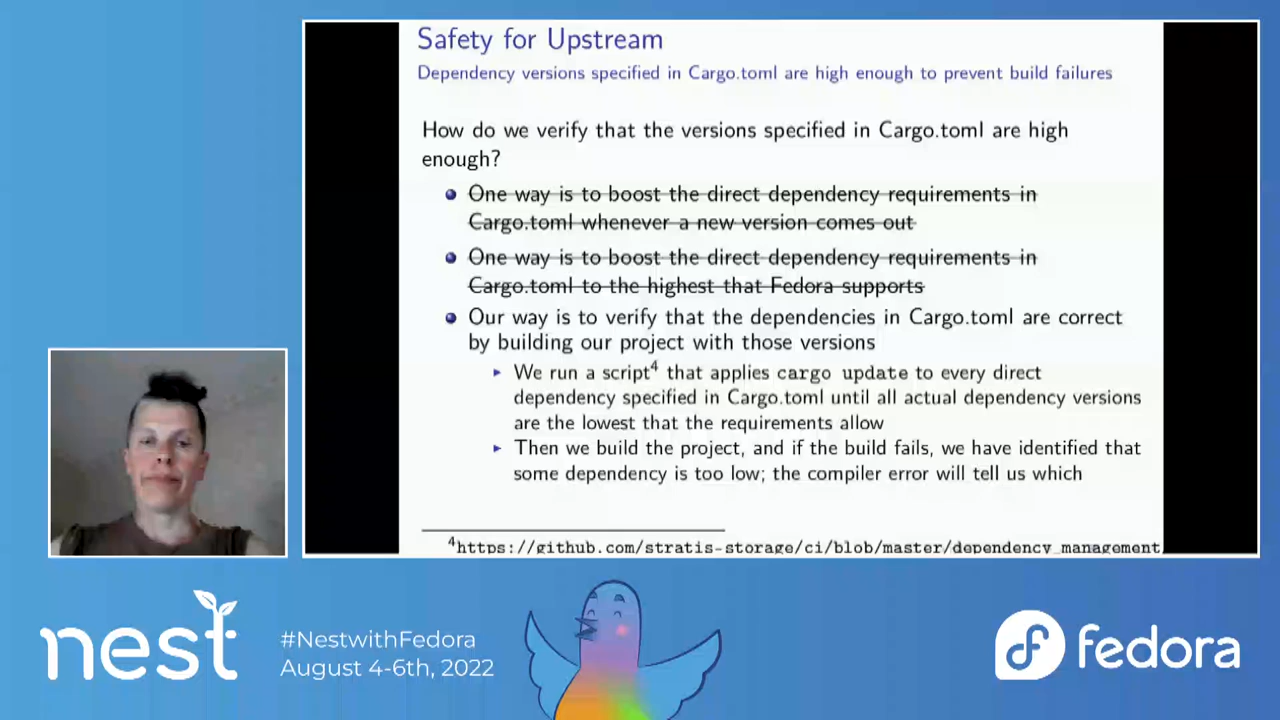 Safety for Upstream
Dependency versions specified in Cargo.toml are high enough to prevent build failures
How do we verify that the versions specified in Cargo.toml are high
enough?
One way is to boost the direct dependency requirements in
Cargo.toml whenever a new version comes out
One way is to boost the direct dependency requirements in
Cargo.toml to the highest that Fedora supports
Our way is to verify that the dependencies in Cargo.toml are correct
by building our project with those versions
We run a script4 that applies cargo update to every direct
dependency specified in Cargo.toml until all actual dependency versions
are the lowest that the requirements allow
Then we build the project, and if the build fails, we have identified that
some dependency is too low; the compiler error will tell us which
4https://github.com/stratis-storage/ci/blob/master/dependency_management
nest
#NestwithFedora
August 4-6th, 2022
fedora